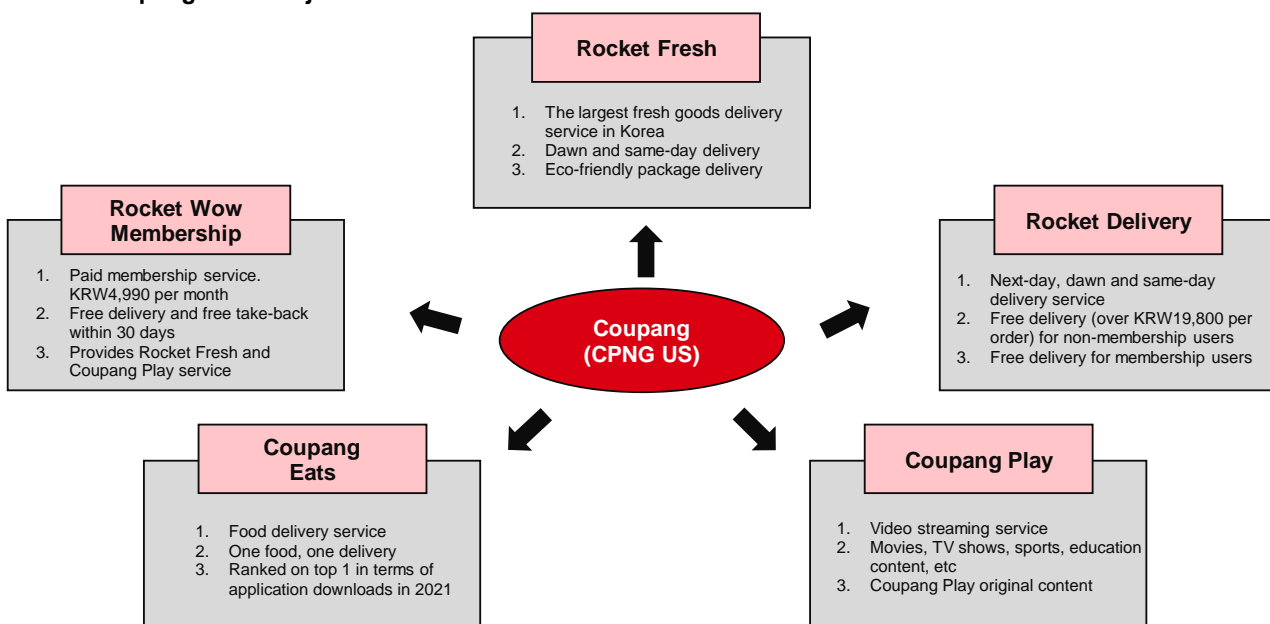 Rocket Fresh
1. The largest fresh goods delivery
service in Korea
2. Dawn and same-day delivery
3. Eco-friendly package delivery
Rocket Wow
Membership
1. Paid membership service.
KRW4,990 per month
2. Free delivery and free take-back
within 30 days
3. Provides Rocket Fresh and
Coupang Play service
Rocket Delivery
1. Next-day, dawn and same-day
delivery service
2. Free delivery (over KRW19,800 per
order) for non-membership users
3. Free delivery for membership users
Coupang
(CPNG US)
Coupang
Eats
1. Food delivery service
2. One food, one delivery
3. Ranked on top 1 in terms of
application downloads in 2021
Coupang Play
1. Video streaming service
2. Movies, TV shows, sports, education
content, etc
3. Coupang Play original content